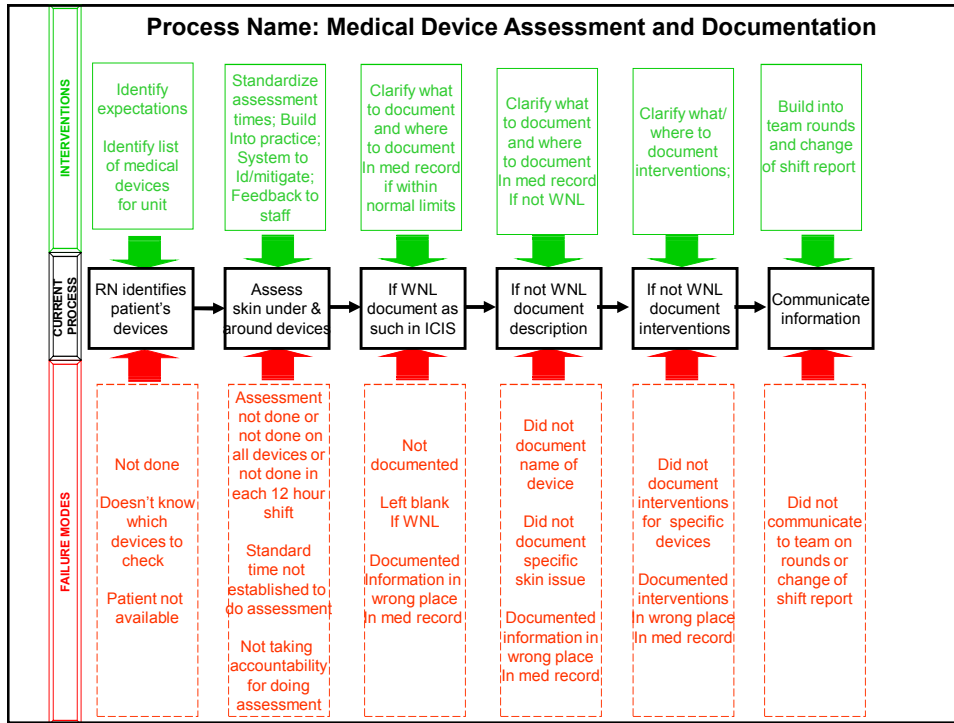 Process Name: Medical Device Assessment and Documentation
INTERVENTIONS
Identify
expectations
Identify list
of medical
devices
for unit
Standardize
assessment
times; Build
Into practice;
System to
Id/mitigate;
Feedback to
staff
Clarify what
to document
and where
to document
In med record
if within
normal limits
Clarify what
to document
and where
to document
In med record
If not WNL
Clarify what/
where to
document
interventions;
Build into
team rounds
and change
of shift report
CURRENT
PROCESS
RN identifies
patient’s
devices
Assess
skin under &
around devices
If WNL
document as
such in ICIS
If not WNL
document
description
If not WNL
document
interventions
Communicate
information
FAILURE MODES
Not done
Doesn’t know
which
devices to
check
Patient not
available
Assessment
not done or
not done on
all devices or
not done in
each 12 hour
shift
Standard
time not
established to
do assessment
Not taking
accountability
for doing
assessment
Not
documented
Left blank
If WNL
Documented
Information in
wrong place
In med record
Did not
document
name of
device
Did not
document
specific
skin issue
Documented
information in
wrong place
In med record
Did not
document
interventions
for specific
devices
Documented
interventions
In wrong place
In med record
Did not
communicate
to team on
rounds or
change of
shift report